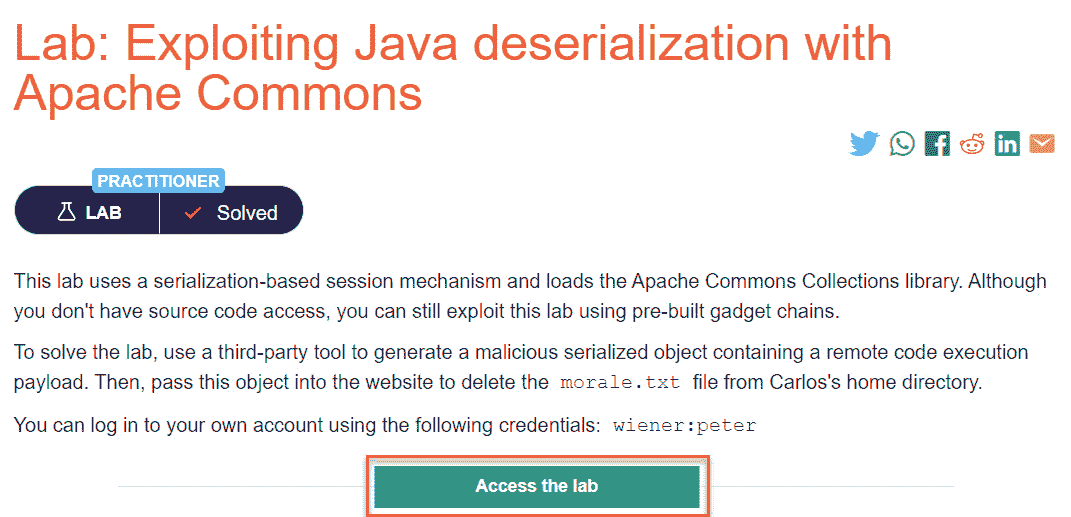 Lab: Exploiting Java deserialization with
Apache Commons
PRACTITIONER
LAB Solved
This lab uses a serialization-based session mechanism and loads the Apache Commons Collections library. Although
you don't have source code access, you can still exploit this lab using pre-built gadget chains.
To solve the lab, use a third-party tool to generate a malicious serialized object containing a remote code execution
payload. Then, pass this object into the website to delete the morale.txt file from Carlos's home directory.
You can log in to your own account using the following credentials: wiener:peter
Access the lab